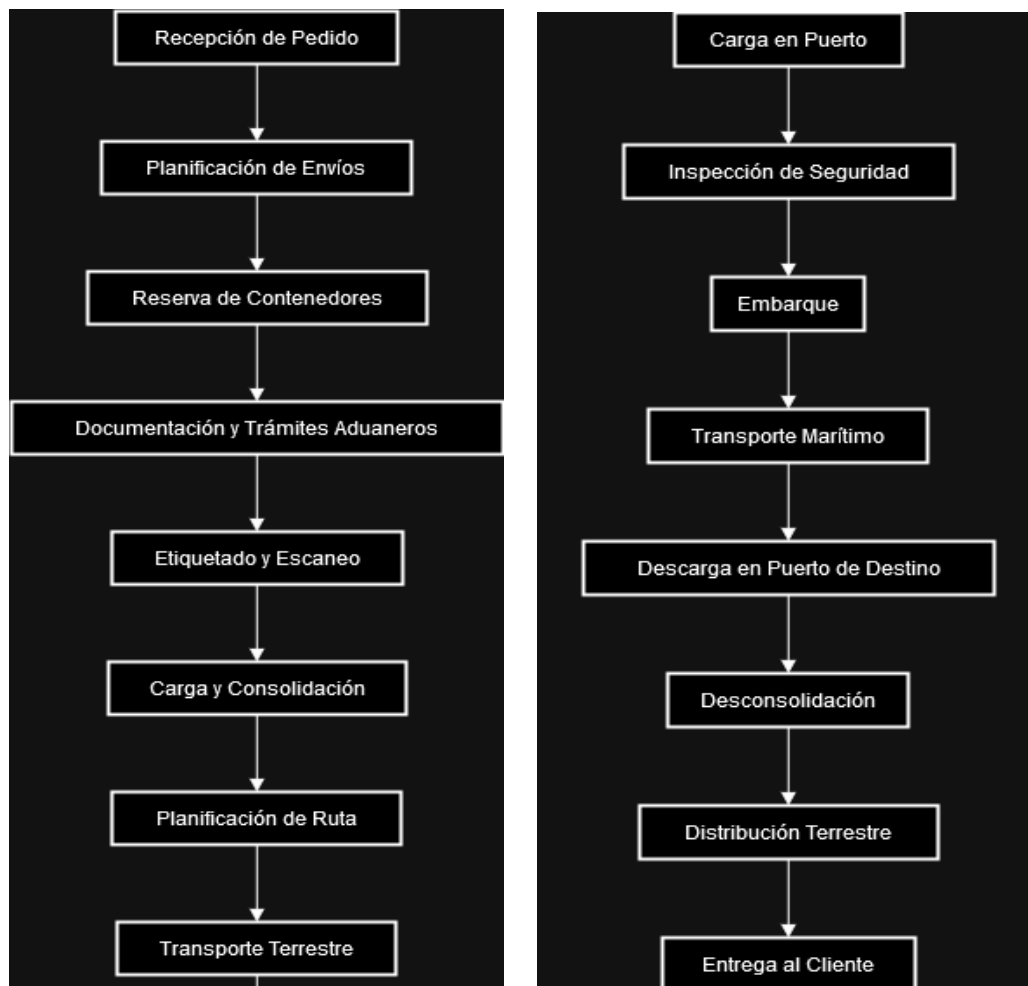 Recepción de Pedido
Planificación de Envíos
Reserva de Contenedores
Documentación y Trámites Aduaneros
Etiquetado y Escaneo
Carga y Consolidación
Planificación de Ruta
Transporte Terrestre
Carga en Puerto
Inspección de Seguridad
Embarque
Transporte Marítimo
Descarga en Puerto de Destino
Desconsolidación
Distribución Terrestre
Entrega al Cliente